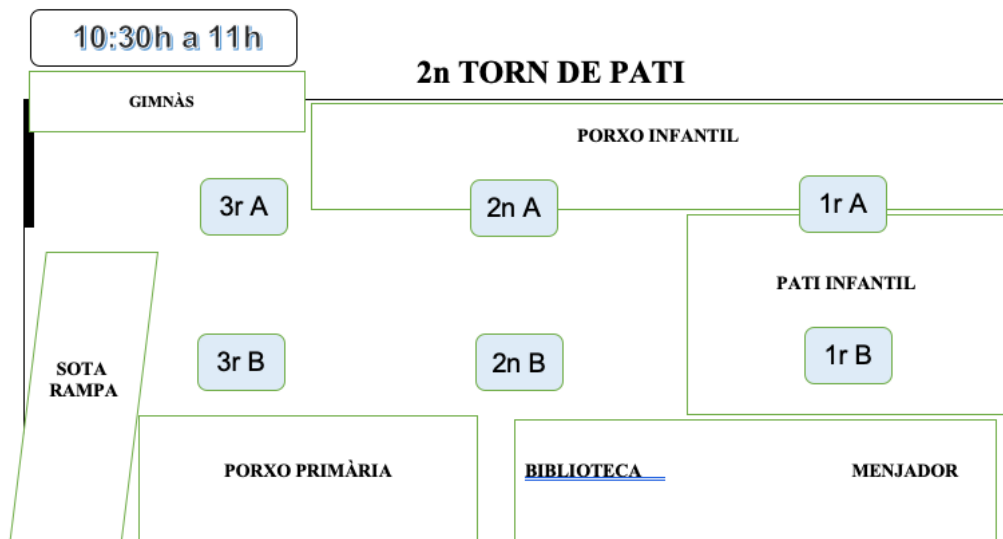 10:30h a 11h
2n TORN DE PATI
GIMNÀS
PORXO INFANTIL
3r A
2n A
1r A
PATI INFANTIL
3r B
2n B
1r B
SOTA
RAMPA
PORXO PRIMÀRIA
BIBLIOTECA
MENJADOR